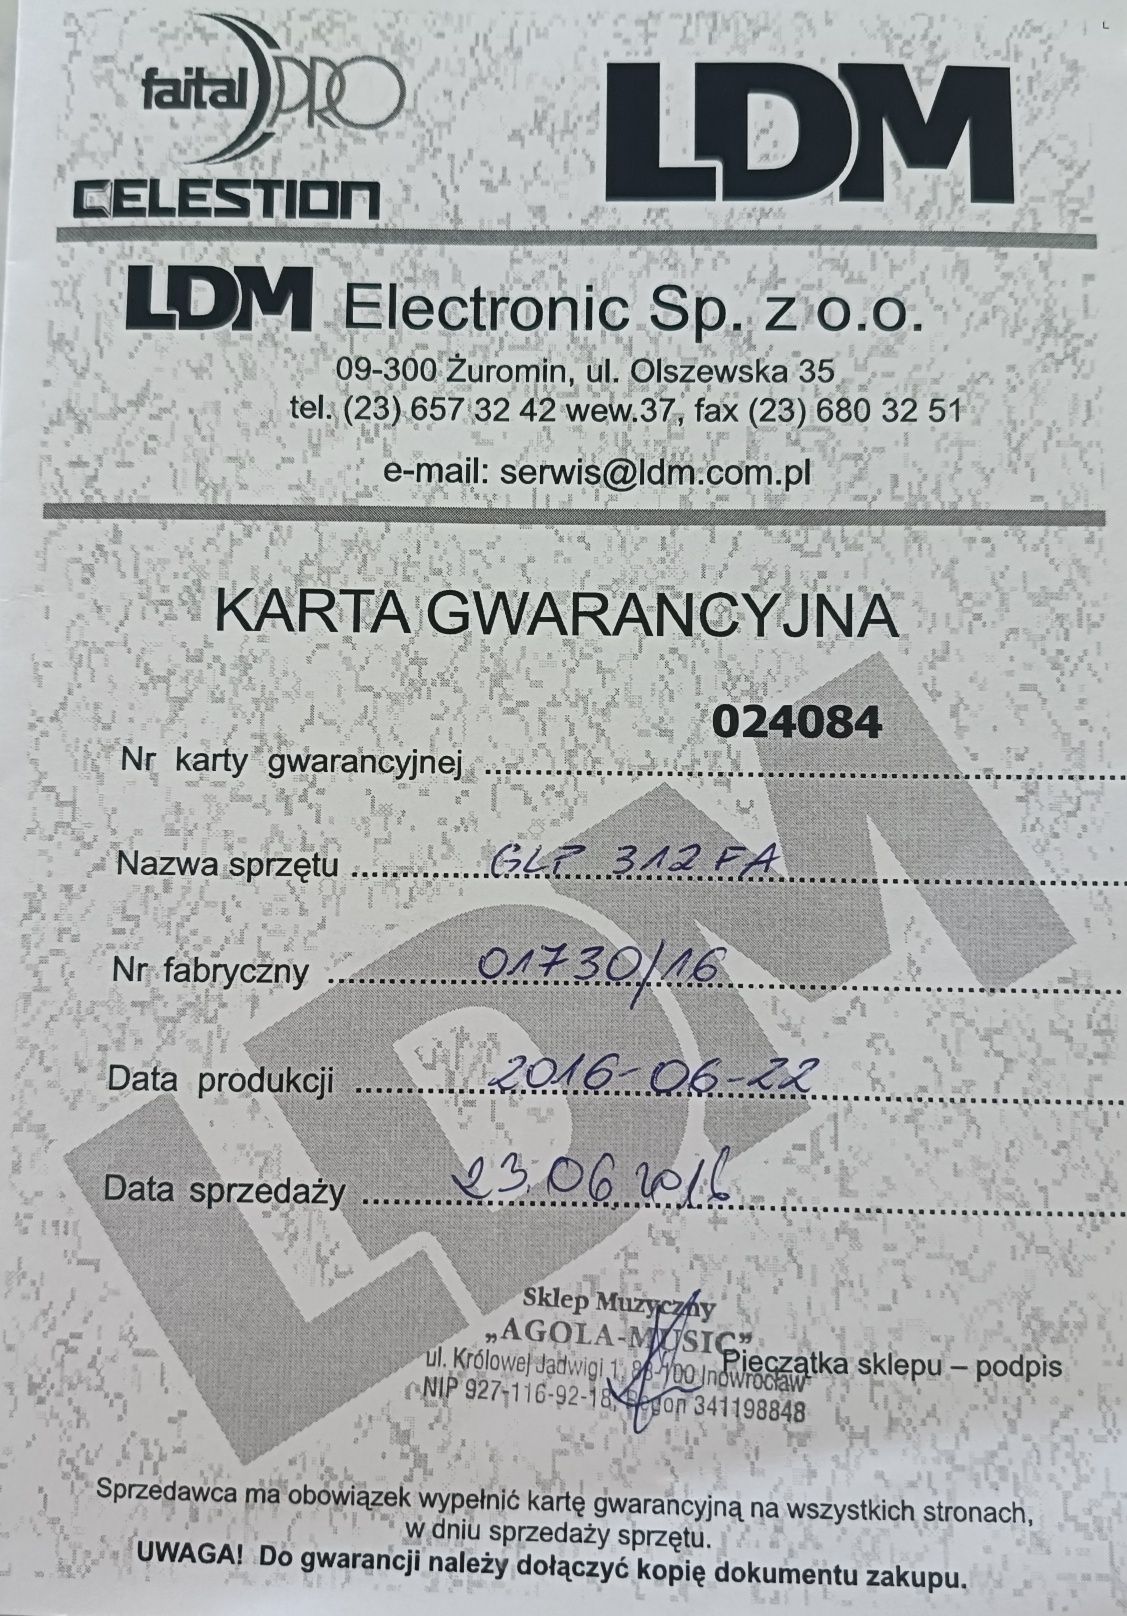 faital PRO
CELESTION
LDM
LDM Electronic Sp. z o.o.
09-300 Żuromin, ul. Olszewska 35
tel. (23) 657 32 42 wew.37, fax (23) 680 32 51
e-mail: serwis@ldm.com.pl
KARTA GWARANCYJNA
024084
Nr karty gwarancyjnej
Nazwa sprzętu GLP 312 FA
Nr fabryczny 01730/16
Data produkcji 2016-06-22
Data sprzedaży 23.06.2016
LDM
Sklep Muzyczny
„AGOLA-MUSIC”
Pieczątka sklepu – podpis
ul. Królowej Jadwigi 1, 88-100 Inowrocław
NIP 927-116-92-18, Regon 341198848
Sprzedawca ma obowiązek wypełnić kartę gwarancyjną na wszystkich stronach,
w dniu sprzedaży sprzętu.
UWAGA! Do gwarancji należy dołączyć kopię dokumentu zakupu.